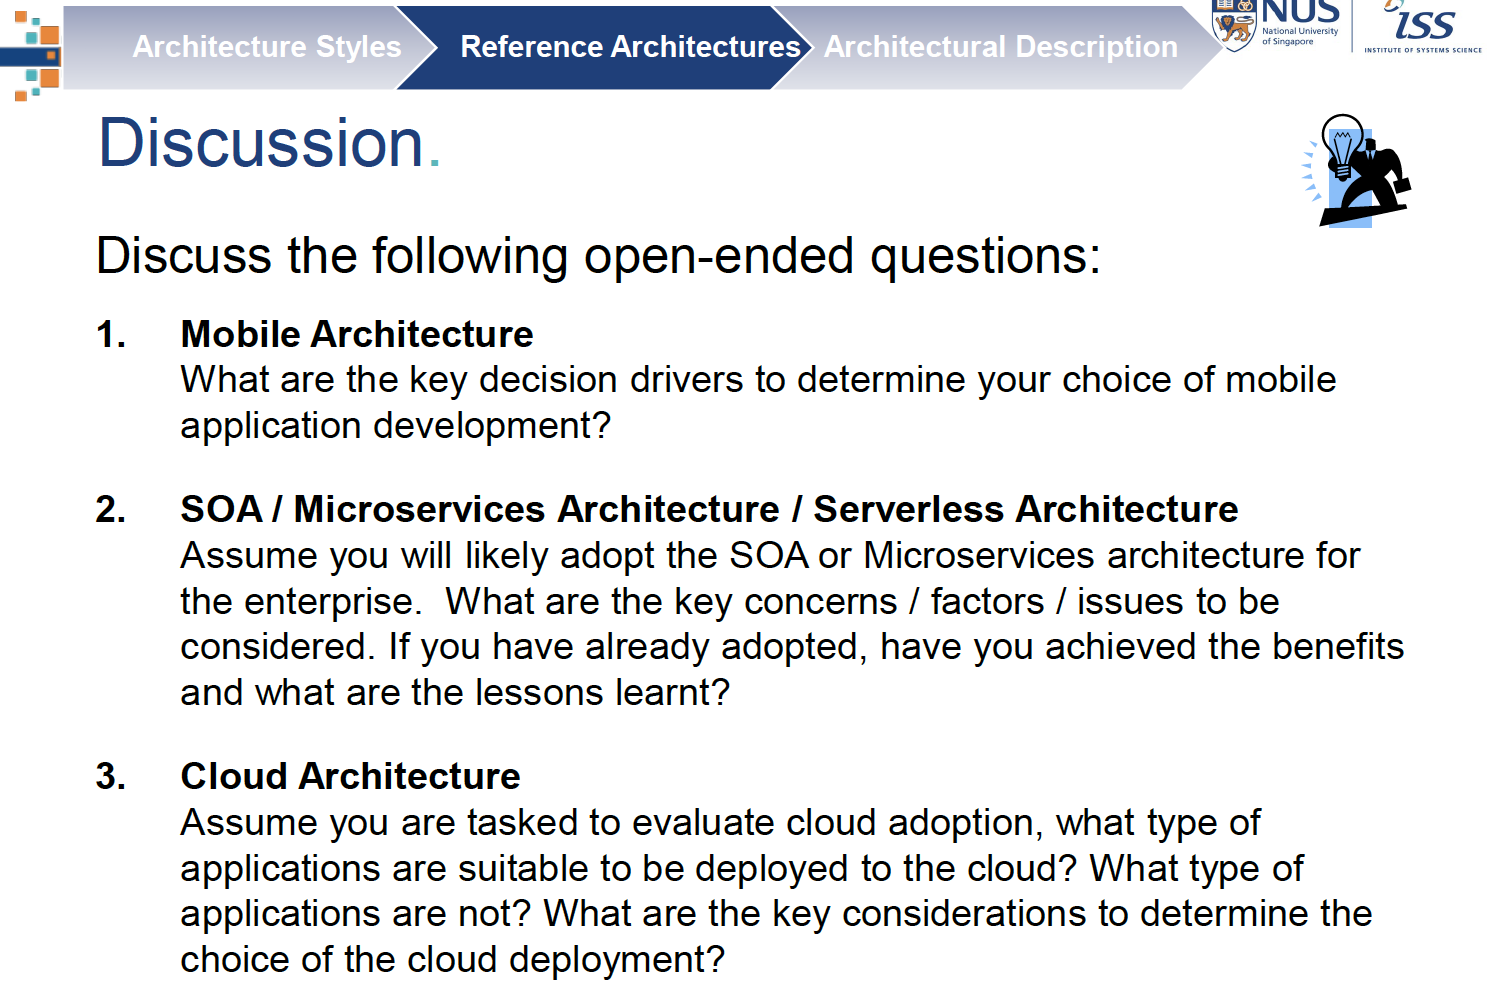 Architecture Styles
Reference Architectures
Architectural Description
NUS
National University
of Singapore
iss
INSTITUTE OF SYSTEMS SCIENCE
Discussion.
Discuss the following open-ended questions:
1. Mobile Architecture
What are the key decision drivers to determine your choice of mobile
application development?
2. SOA / Microservices Architecture / Serverless Architecture
Assume you will likely adopt the SOA or Microservices architecture for
the enterprise.  What are the key concerns / factors / issues to be
considered. If you have already adopted, have you achieved the benefits
and what are the lessons learnt?
3. Cloud Architecture
Assume you are tasked to evaluate cloud adoption, what type of
applications are suitable to be deployed to the cloud? What type of
applications are not? What are the key considerations to determine the
choice of the cloud deployment?